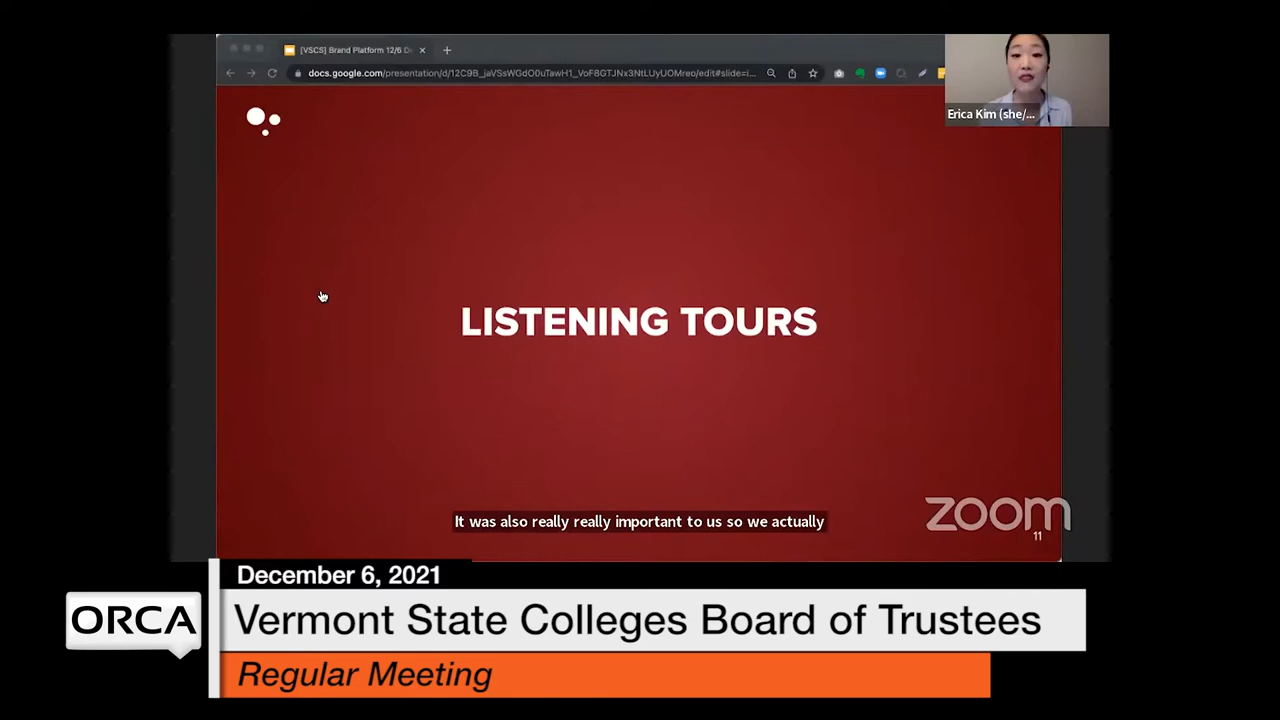 [VSCS] Brand Platform 12/6 D
docs.google.com/presentation/d/12C9B_jaVSsWGdO0uTawH1_VoF8GTJNx3NtLUyUOMreo/edit#slide=i...
Erica Kim (she/...
LISTENING TOURS
It was also really really important to us so we actually
zoom
11
December 6, 2021
ORCA
Vermont State Colleges Board of Trustees
Regular Meeting